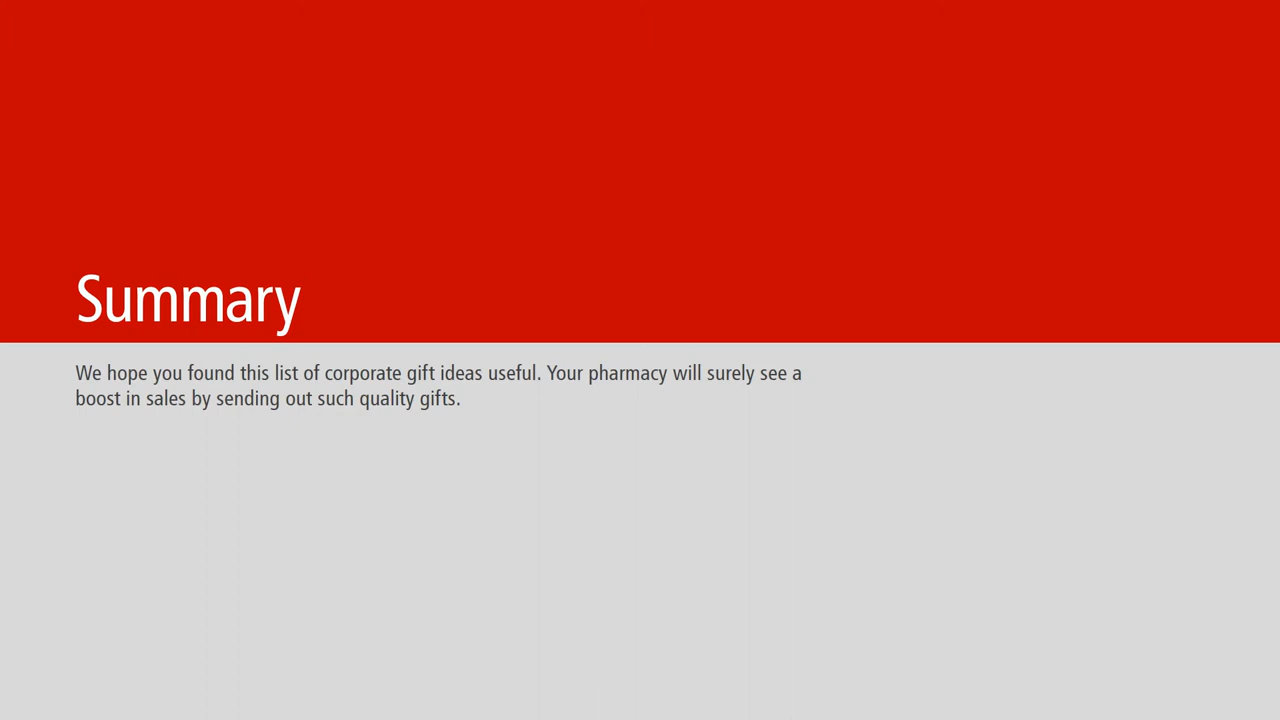 Summary
We hope you found this list of corporate gift ideas useful. Your pharmacy will surely see a
boost in sales by sending out such quality gifts.